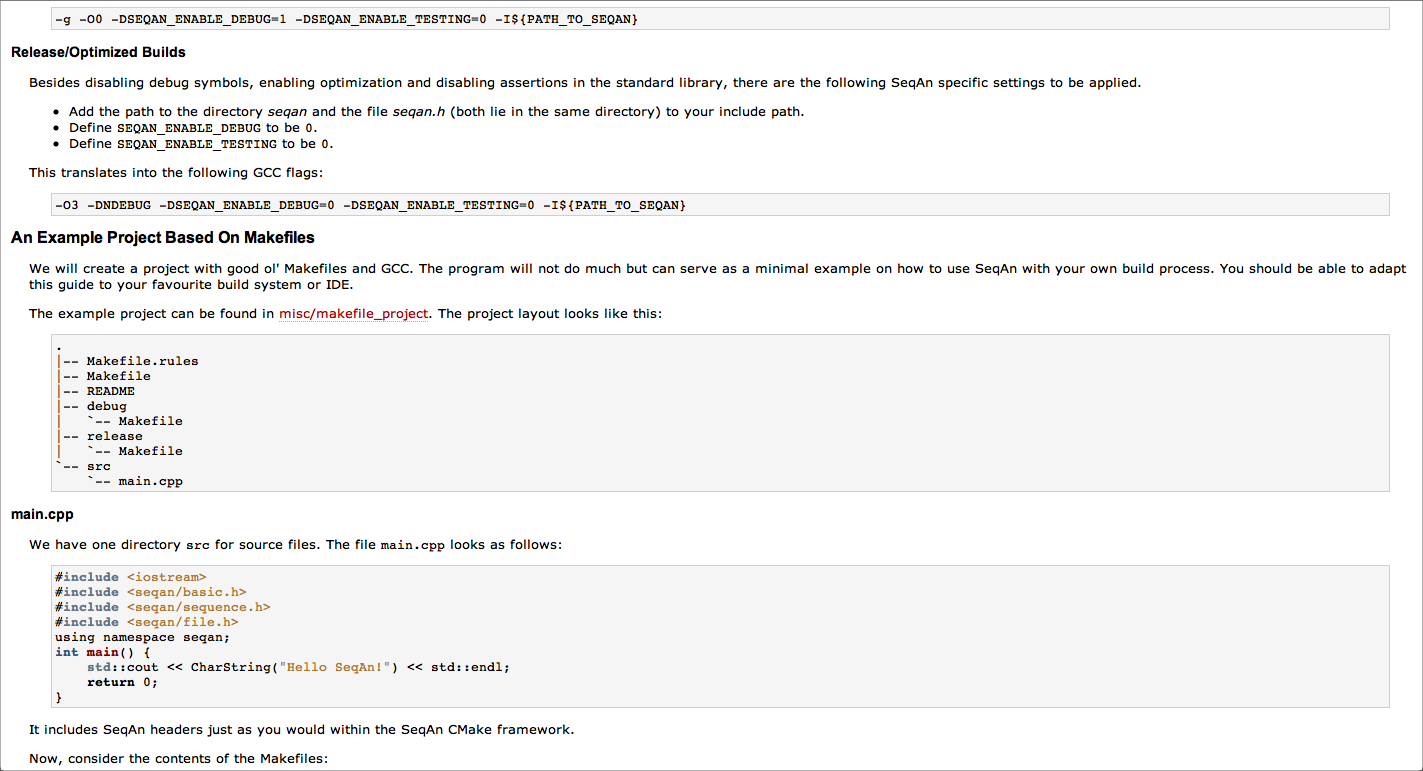 -g -O0 -DSEQAN_ENABLE_DEBUG=1 -DSEQAN_ENABLE_TESTING=0 -I${PATH_TO_SEQAN}
Release/Optimized Builds
Besides disabling debug symbols, enabling optimization and disabling assertions in the standard library, there are the following SeqAn specific settings to be applied.
• Add the path to the directory seqan and the file seqan.h (both lie in the same directory) to your include path.
• Define SEQAN_ENABLE_DEBUG to be 0.
• Define SEQAN_ENABLE_TESTING to be 0.
This translates into the following GCC flags:
-O3 -DNDEBUG -DSEQAN_ENABLE_DEBUG=0 -DSEQAN_ENABLE_TESTING=0 -I${PATH_TO_SEQAN}
An Example Project Based On Makefiles
We will create a project with good ol' Makefiles and GCC. The program will not do much but can serve as a minimal example on how to use SeqAn with your own build process. You should be able to adapt
this guide to your favourite build system or IDE.
The example project can be found in misc/makefile_project. The project layout looks like this:
.
|-- Makefile.rules
|-- Makefile
|-- README
|-- debug
|   `-- Makefile
|-- release
|   `-- Makefile
`-- src
    `-- main.cpp
main.cpp
We have one directory src for source files. The file main.cpp looks as follows:
#include <iostream>
#include <seqan/basic.h>
#include <seqan/sequence.h>
#include <seqan/file.h>
using namespace seqan;
int main() {
    std::cout << CharString("Hello SeqAn!") << std::endl;
    return 0;
}
It includes SeqAn headers just as you would within the SeqAn CMake framework.
Now, consider the contents of the Makefiles: